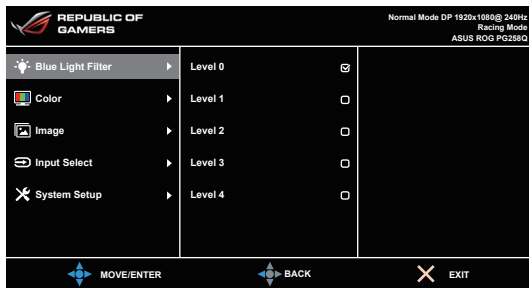 REPUBLIC OF
GAMERS
Normal Mode DP 1920x1080@ 240Hz
Racing Mode
ASUS ROG PG258Q
Blue Light Filter
Level 0
Color
Level 1
Image
Level 2
Input Select
Level 3
System Setup
Level 4
MOVE/ENTER
BACK
EXIT